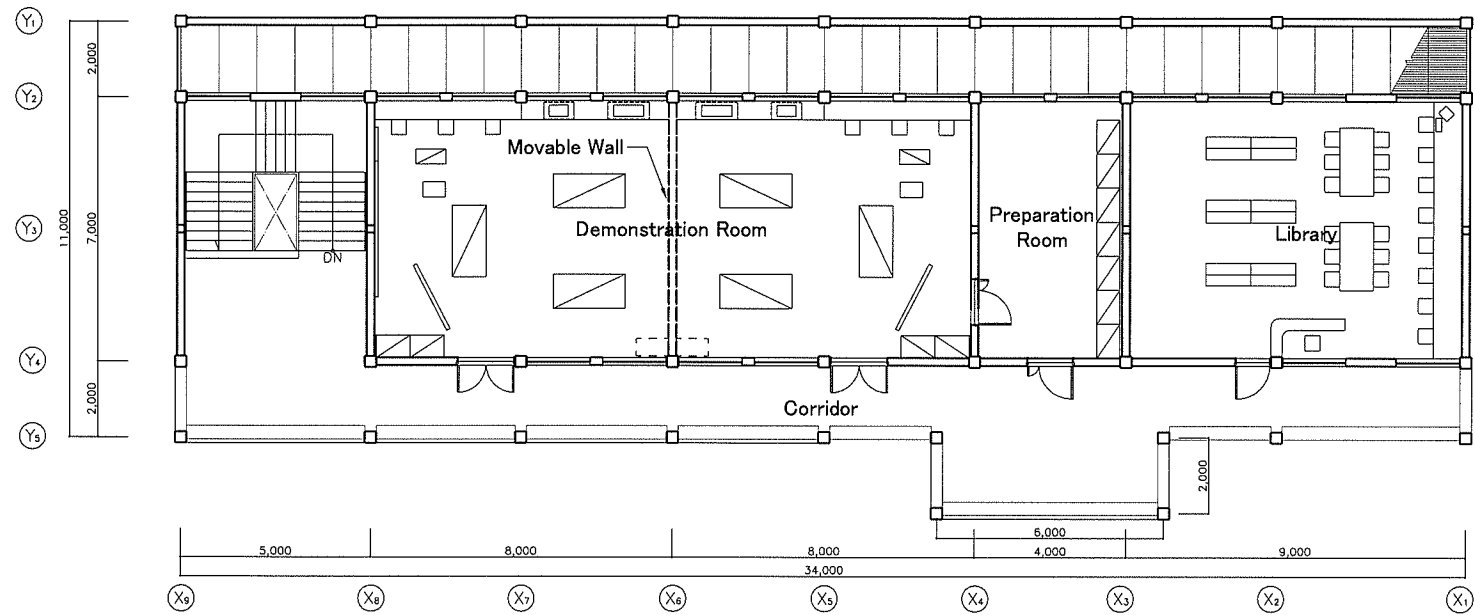 Y₁
2,000
Y₂
Movable Wall
Preparation
Room
Y₃
11,000
7,000
Demonstration Room
Library
DN
Y₄
2,000
Corridor
Y₅
2,000
6,000
5,000
8,000
8,000
4,000
9,000
34,000
X₉
X₈
X₇
X₆
X₅
X₄
X₃
X₂
X₁